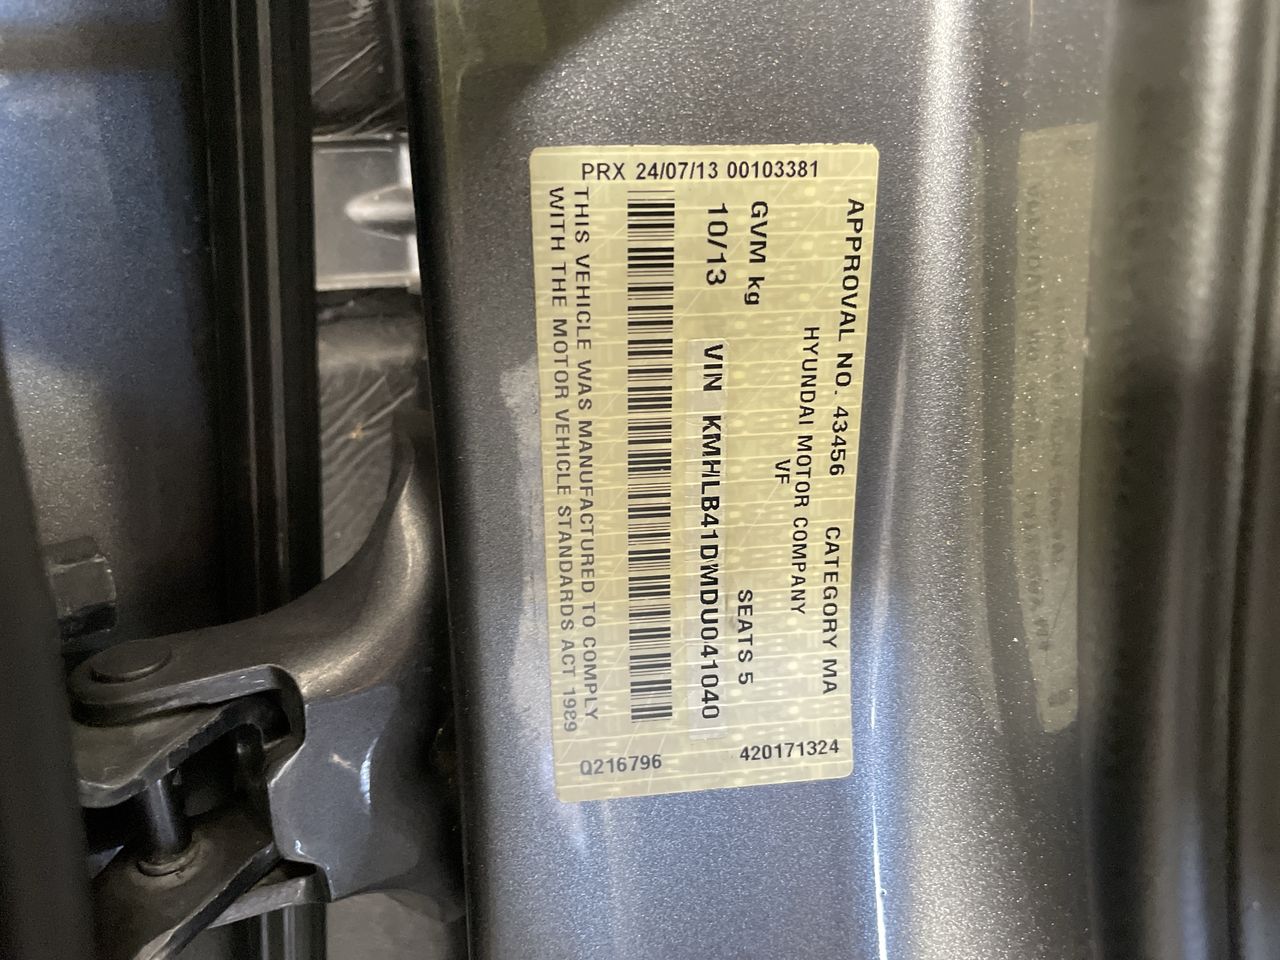 PRX 24/07/13 00103381
APPROVAL NO. 43456 CATEGORY MA
HYUNDAI MOTOR COMPANY
VF
GVM kg SEATS 5
10/13 VIN KMHLB41DMDU041040
THIS VEHICLE WAS MANUFACTURED TO COMPLY
WITH THE MOTOR VEHICLE STANDARDS ACT 1989
Q216796
420171324